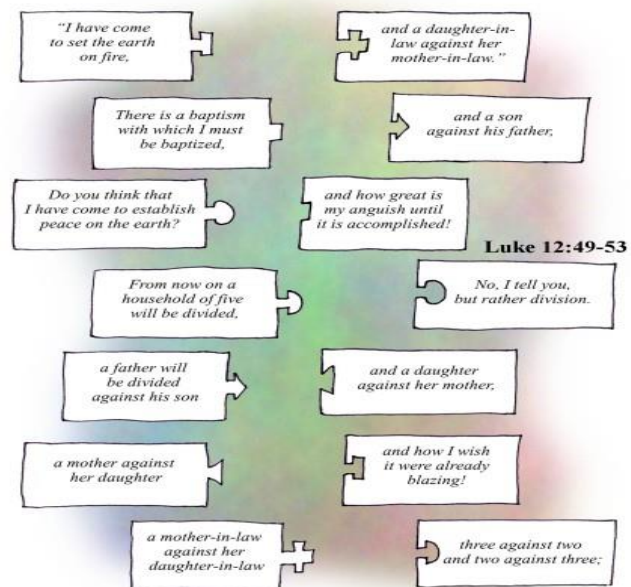 "I have come
to set the earth
on fire,
and a daughter-in-
law against her
mother-in-law."
There is a baptism
with which I must
be baptized,
and a son
against his father,
Do you think that
I have come to establish
peace on the earth?
and how great is
my anguish until
it is accomplished!
Luke 12:49-53
From now on a
household of five
will be divided,
No, I tell you,
but rather division.
a father will
be divided
against his son
and a daughter
against her mother,
a mother against
her daughter
and how I wish
it were already
blazing!
a mother-in-law
against her
daughter-in-law
three against two
and two against three;